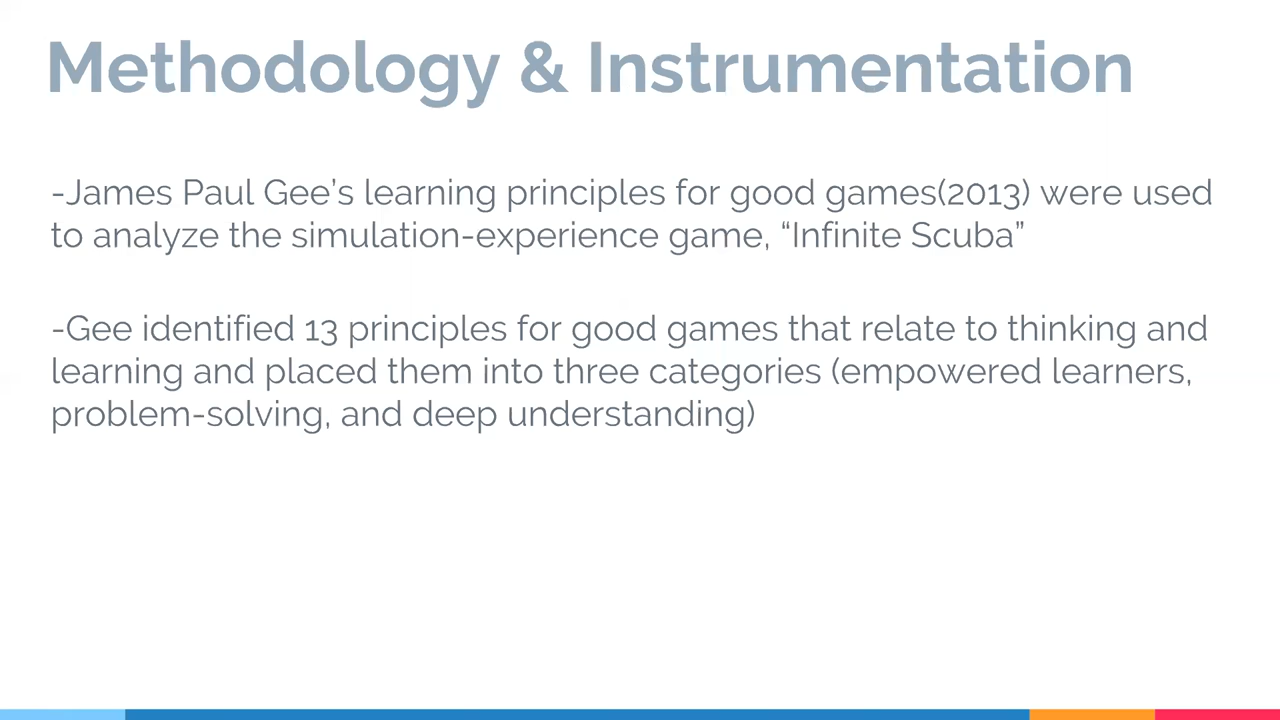 Methodology & Instrumentation
-James Paul Gee’s learning principles for good games(2013) were used
to analyze the simulation-experience game, “Infinite Scuba”
-Gee identified 13 principles for good games that relate to thinking and
learning and placed them into three categories (empowered learners,
problem-solving, and deep understanding)